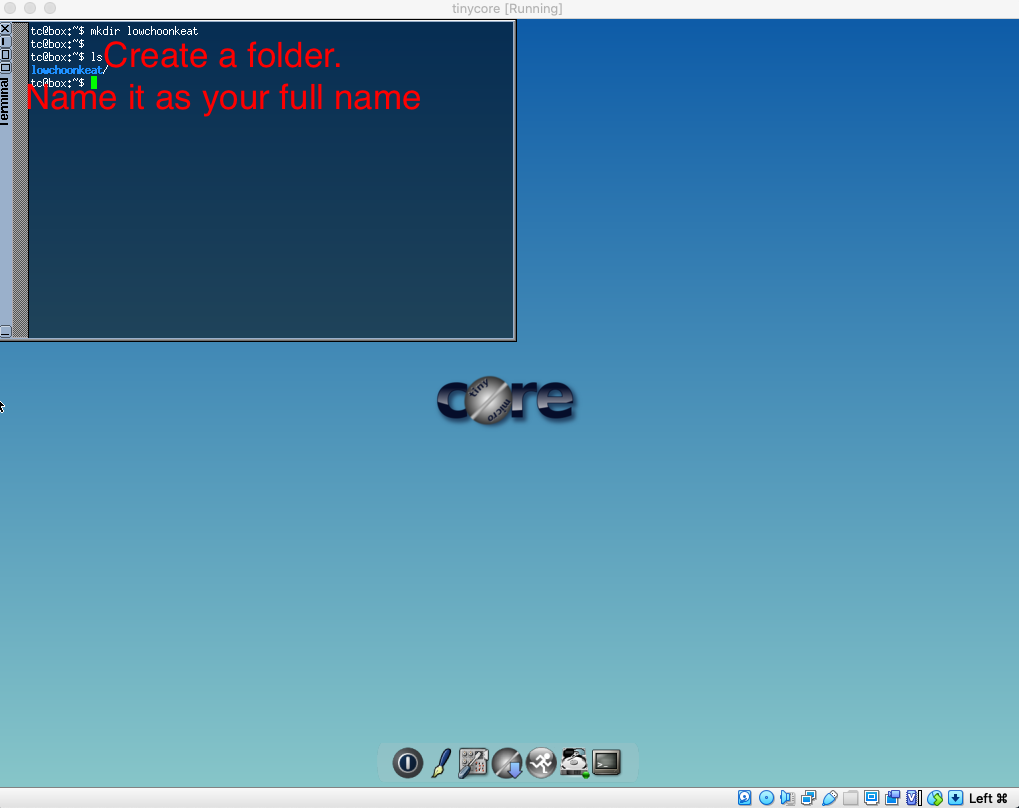 tinycore [Running]
tc@box:~$ mkdir lowchoonkeat
tc@box:~$
tc@box:~$ ls
Create a folder.
lowchoonkeat/
tc@box:~$
Name it as your full name
Terminal
core
tiny
micro
Left ⌘